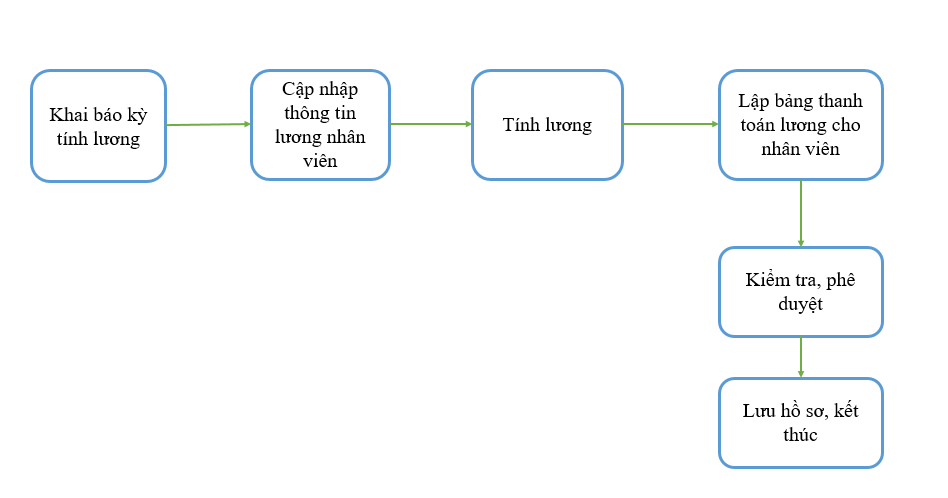 Khai báo kỳ
tính lương
Cập nhập
thông tin
lương nhân
viên
Tính lương
Lập bảng thanh
toán lương cho
nhân viên
Kiểm tra, phê
duyệt
Lưu hồ sơ, kết
thúc